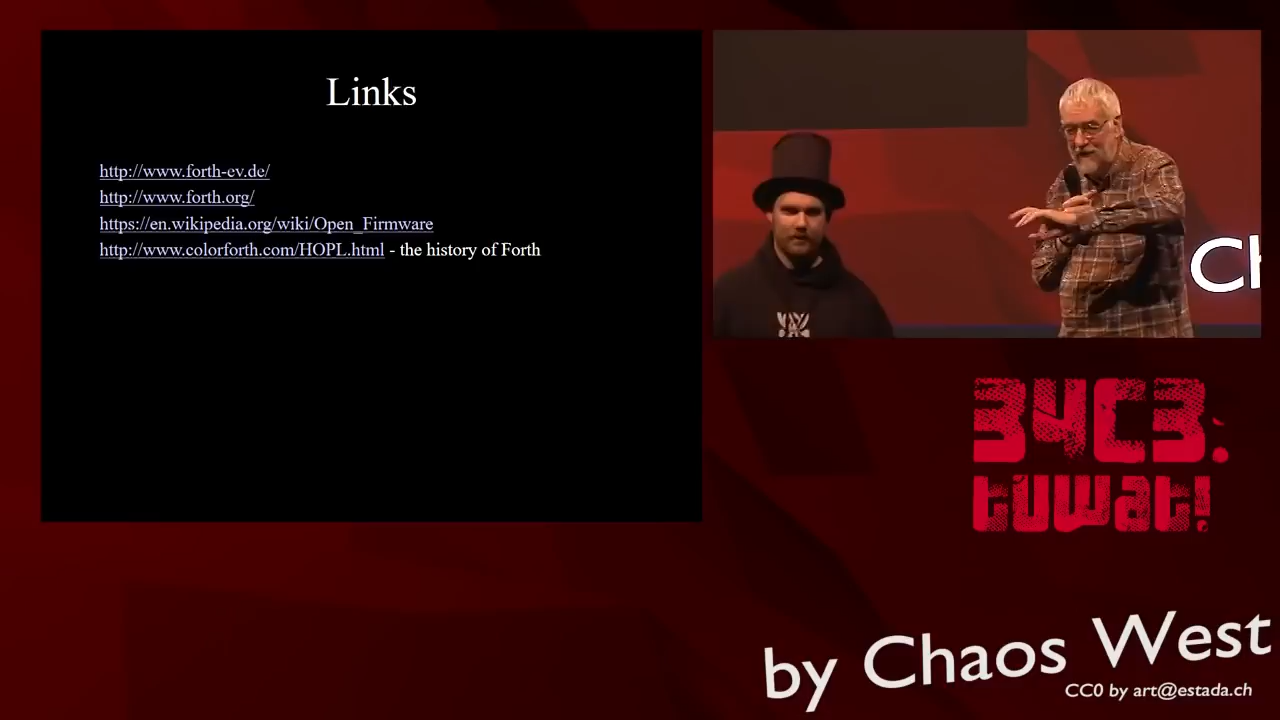 Links
http://www.forth-ev.de/
http://www.forth.org/
https://en.wikipedia.org/wiki/Open_Firmware
http://www.colorforth.com/HOPL.html - the history of Forth
Ch
34C3.
tuwat!
by Chaos West
CC0 by art@estada.ch